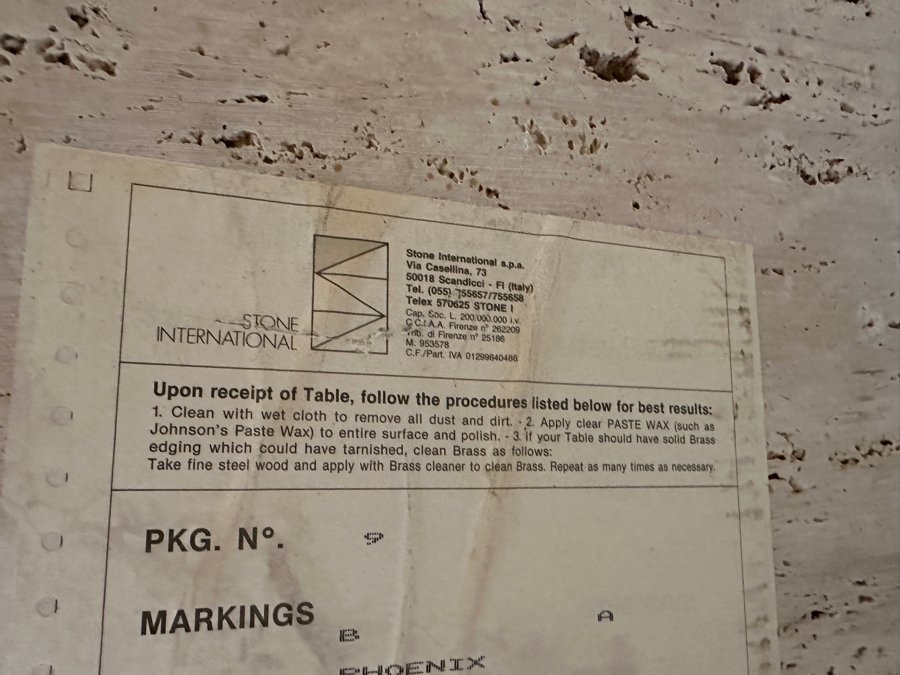 STONE
INTERNATIONAL
Stone International s.p.a.
Via Casellina, 73
50018 Scandicci - FI (Italy)
Tel. (055) 755657/755658
Telex 570625 STONE I
Cap. Soc. L. 200.000.000 i.v.
C.C.I.A.A. Firenze n° 262209
Trib. di Firenze n° 25186
M. 953578
C.F./Part. IVA 01299640486
Upon receipt of Table, follow the procedures listed below for best results:
1. Clean with wet cloth to remove all dust and dirt. - 2. Apply clear PASTE WAX (such as
Johnson's Paste Wax) to entire surface and polish. - 3. if your Table should have solid Brass
edging which could have tarnished, clean Brass as follows:
Take fine steel wood and apply with Brass cleaner to clean Brass. Repeat as many times as necessary.
PKG. N°. 9
MARKINGS A
B
PHOENIX